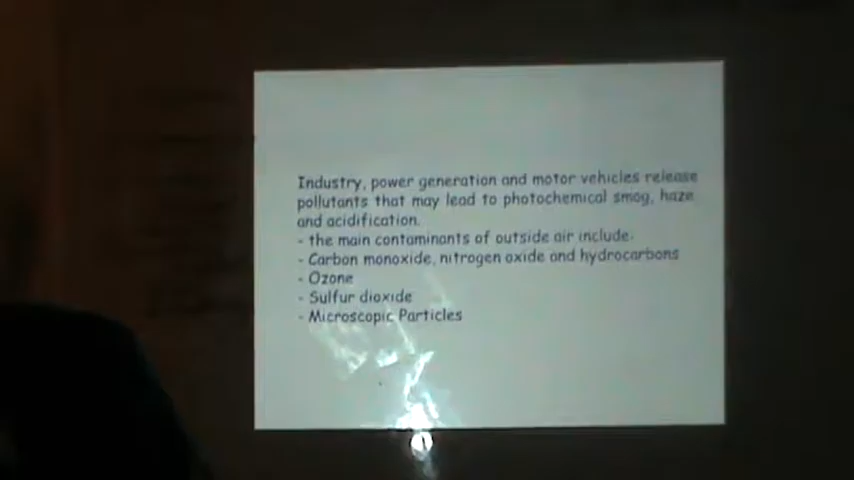 Industry, power generation and motor vehicles release
pollutants that may lead to photochemical smog, haze
and acidification.
- the main contaminants of outside air include:
- Carbon monoxide, nitrogen oxide and hydrocarbons
- Ozone
- Sulfur dioxide
- Microscopic Particles